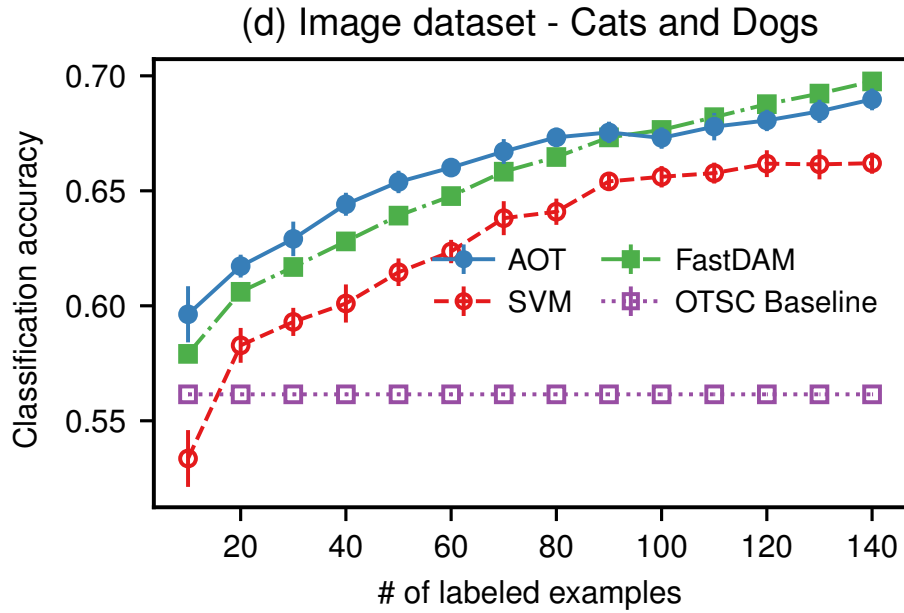 (d) Image dataset - Cats and Dogs
Classification accuracy
0.70
0.65
0.60
0.55
AOT
SVM
FastDAM
OTSC Baseline
20 40 60 80 100 120 140
# of labeled examples